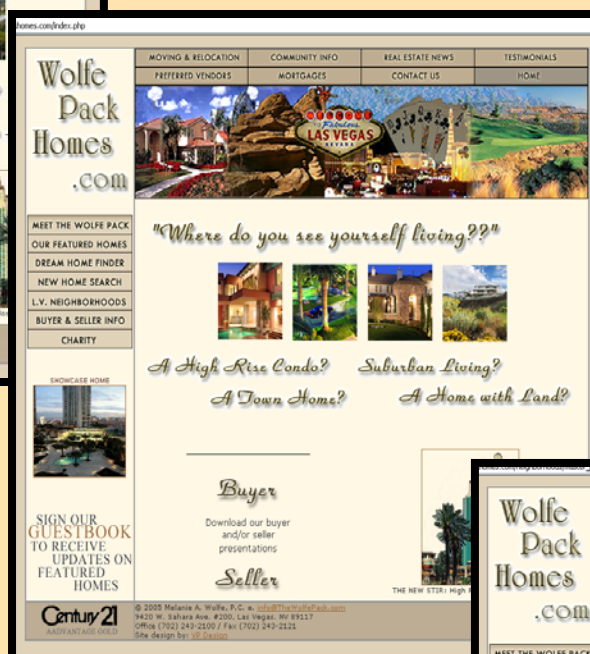 homes.com/index.php
Wolfe
Pack
Homes
.com
MOVING & RELOCATION
COMMUNITY INFO
REAL ESTATE NEWS
TESTIMONIALS
PREFERRED VENDORS
MORTGAGES
CONTACT US
HOME
WELCOME
TO Fabulous
LAS VEGAS
NEVADA
MEET THE WOLFE PACK
OUR FEATURED HOMES
DREAM HOME FINDER
NEW HOME SEARCH
L.V. NEIGHBORHOODS
BUYER & SELLER INFO
CHARITY
SHOWCASE HOME
SIGN OUR
GUESTBOOK
TO RECEIVE
UPDATES ON
FEATURED
HOMES
Century 21
AADVANTAGE GOLD
"Where do you see yourself living??"
A High Rise Condo?
Suburban Living?
A Town Home?
A Home with Land?
Buyer
Download our buyer
and/or seller
presentations
Seller
THE NEW STIR: High
© 2005 Melanie A. Wolfe, P.C. e. info@TheWolfePack.com
9420 W. Sahara Ave. #200, Las Vegas, NV 89117
Office (702) 243-2100 / Fax (702) 243-2121
Site design by: VR Design
Wolfe
Pack
Homes
.com
MEET THE WOLFE PACK